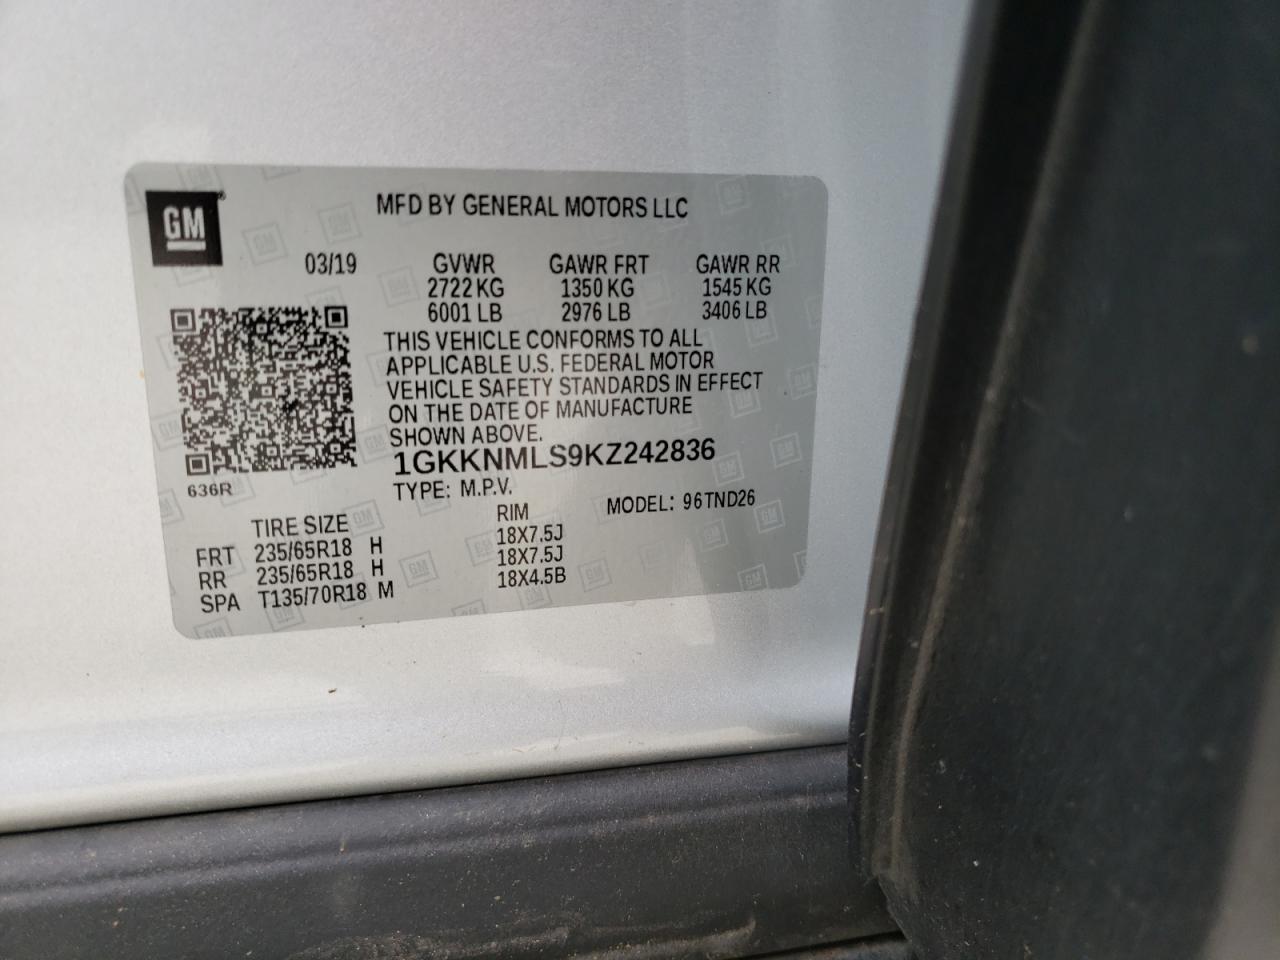 GM
MFD BY GENERAL MOTORS LLC
03/19 GVWR GAWR FRT GAWR RR
2722 KG 1350 KG 1545 KG
6001 LB 2976 LB 3406 LB
THIS VEHICLE CONFORMS TO ALL
APPLICABLE U.S. FEDERAL MOTOR
VEHICLE SAFETY STANDARDS IN EFFECT
ON THE DATE OF MANUFACTURE
SHOWN ABOVE.
1GKKNMLS9KZ242836
636R
TYPE: M.P.V. MODEL: 96TND26
TIRE SIZE RIM
FRT 235/65R18 H 18X7.5J
RR 235/65R18 H 18X7.5J
SPA T135/70R18 M 18X4.5B